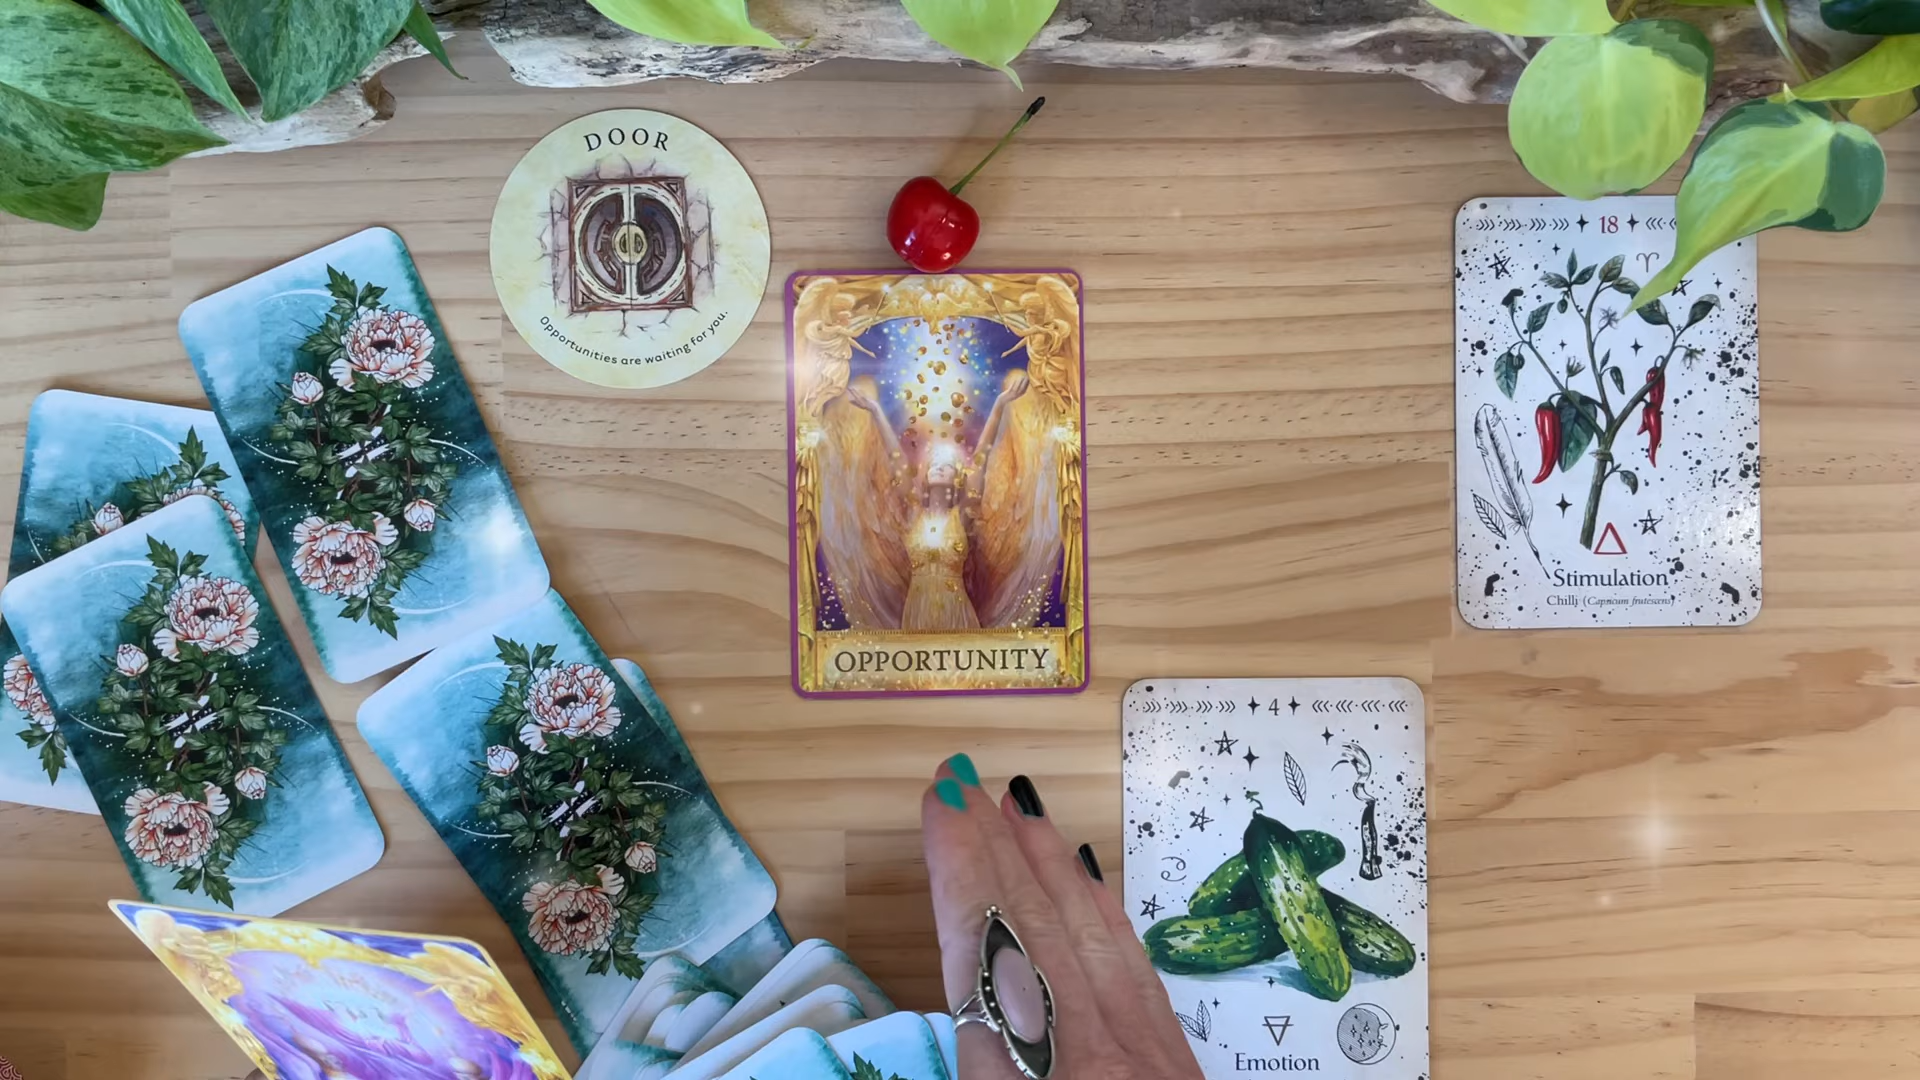 DOOR
Opportunities are waiting for you.
OPPORTUNITY
18
Stimulation
Chilli (Capsicum frutescens)
4
Emotion